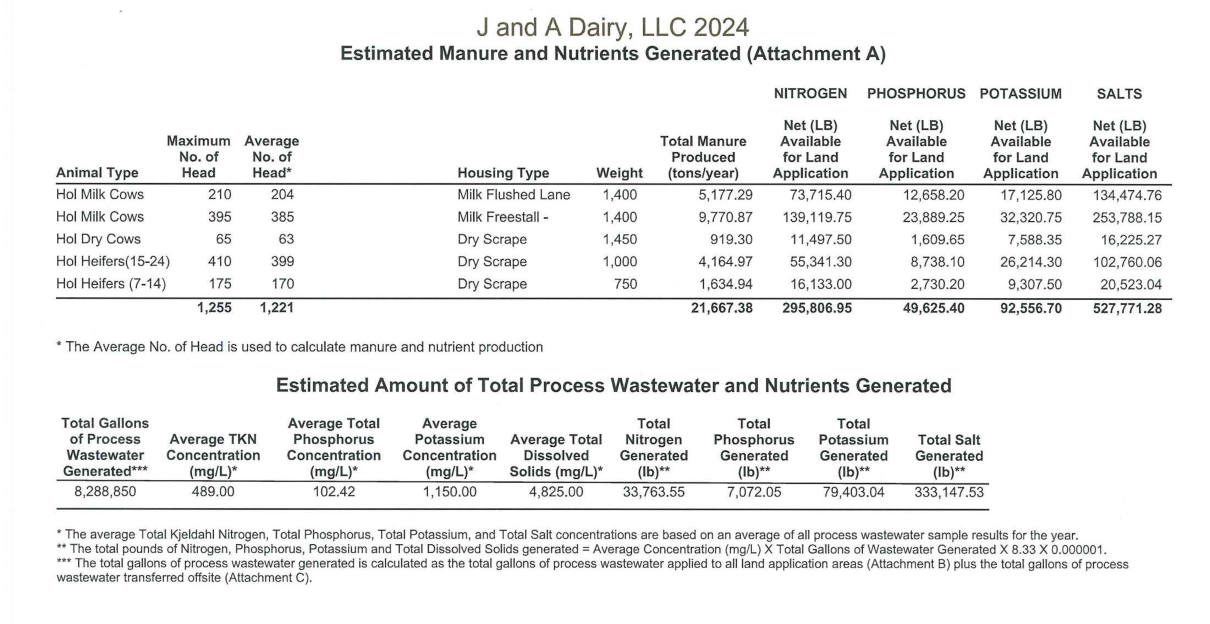 J and A Dairy, LLC 2024
Estimated Manure and Nutrients Generated (Attachment A)
NITROGEN PHOSPHORUS POTASSIUM SALTS
Animal Type Maximum No. of Head Average No. of Head* Housing Type Weight Total Manure Produced (tons/year) Net (LB) Available for Land Application Net (LB) Available for Land Application Net (LB) Available for Land Application Net (LB) Available for Land Application
Hol Milk Cows 210 204 Milk Flushed Lane 1,400 5,177.29 73,715.40 12,658.20 17,125.80 134,474.76
Hol Milk Cows 395 385 Milk Freestall - 1,400 9,770.87 139,119.75 23,889.25 32,320.75 253,788.15
Hol Dry Cows 65 63 Dry Scrape 1,450 919.30 11,497.50 1,609.65 7,588.35 16,225.27
Hol Heifers(15-24) 410 399 Dry Scrape 1,000 4,164.97 55,341.30 8,738.10 26,214.30 102,760.06
Hol Heifers (7-14) 175 170 Dry Scrape 750 1,634.94 16,133.00 2,730.20 9,307.50 20,523.04
1,255 1,221 21,667.38 295,806.95 49,625.40 92,556.70 527,771.28
* The Average No. of Head is used to calculate manure and nutrient production
Estimated Amount of Total Process Wastewater and Nutrients Generated
Total Gallons of Process Wastewater Generated*** Average TKN Concentration (mg/L)* Average Total Phosphorus Concentration (mg/L)* Average Potassium Concentration (mg/L)* Average Total Dissolved Solids (mg/L)* Total Nitrogen Generated (lb)** Total Phosphorus Generated (lb)** Total Potassium Generated (lb)** Total Salt Generated (lb)**
8,288,850 489.00 102.42 1,150.00 4,825.00 33,763.55 7,072.05 79,403.04 333,147.53
* The average Total Kjeldahl Nitrogen, Total Phosphorus, Total Potassium, and Total Salt concentrations are based on an average of all process wastewater sample results for the year.
** The total pounds of Nitrogen, Phosphorus, Potassium and Total Dissolved Solids generated = Average Concentration (mg/L) X Total Gallons of Wastewater Generated X 8.33 X 0.000001.
*** The total gallons of process wastewater generated is calculated as the total gallons of process wastewater applied to all land application areas (Attachment B) plus the total gallons of process
wastewater transferred offsite (Attachment C).